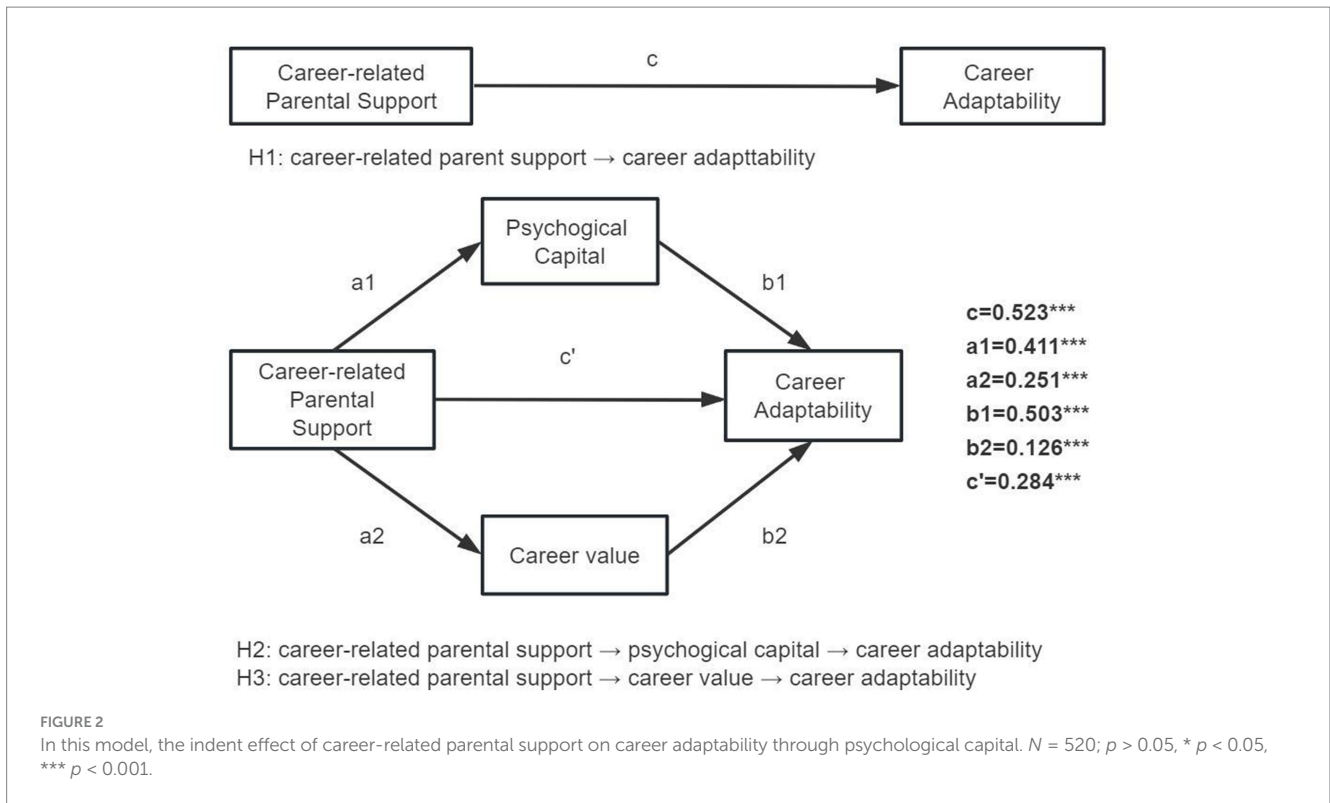 c
Career-related
Parental Support
Career
Adaptability
H1: career-related parent support → career adapttability
Psychogical
Capital
a1
b1
c=0.523***
a1=0.411***
a2=0.251***
b1=0.503***
b2=0.126***
c'=0.284***
c'
Career-related
Parental
Support
Career
Adaptability
a2
b2
Career value
H2: career-related parental support → psychogical capital → career adaptability
H3: career-related parental support → career value → career adaptability
FIGURE 2
In this model, the indent effect of career-related parental support on career adaptability through psychological capital. N = 520; p > 0.05, * p < 0.05,
*** p < 0.001.